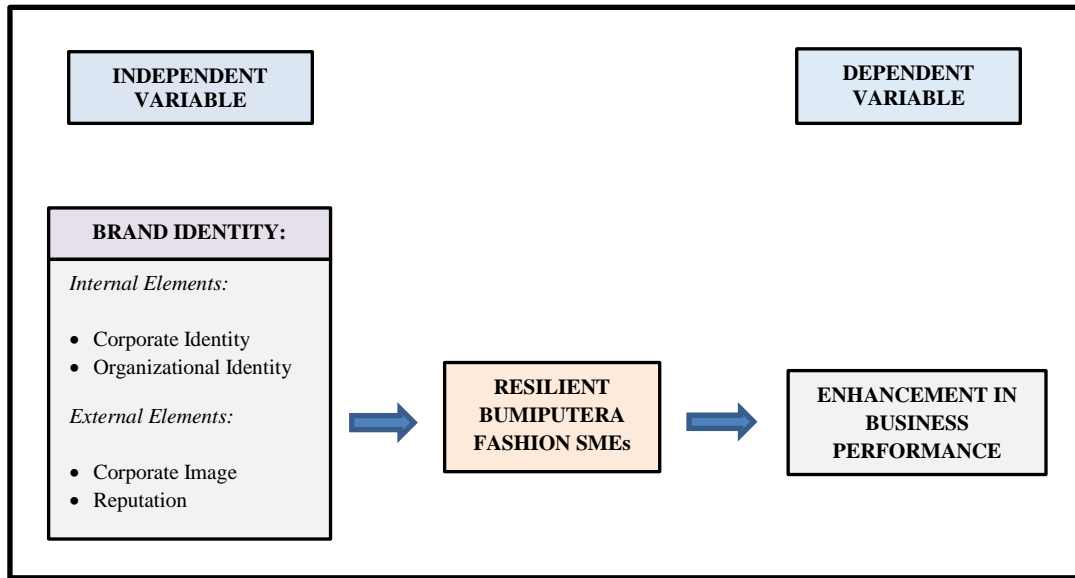 INDEPENDENT
VARIABLE
DEPENDENT
VARIABLE
BRAND IDENTITY:
Internal Elements:
• Corporate Identity
• Organizational Identity
External Elements:
• Corporate Image
• Reputation
RESILIENT
BUMIPUTERA
FASHION SMEs
ENHANCEMENT IN
BUSINESS
PERFORMANCE